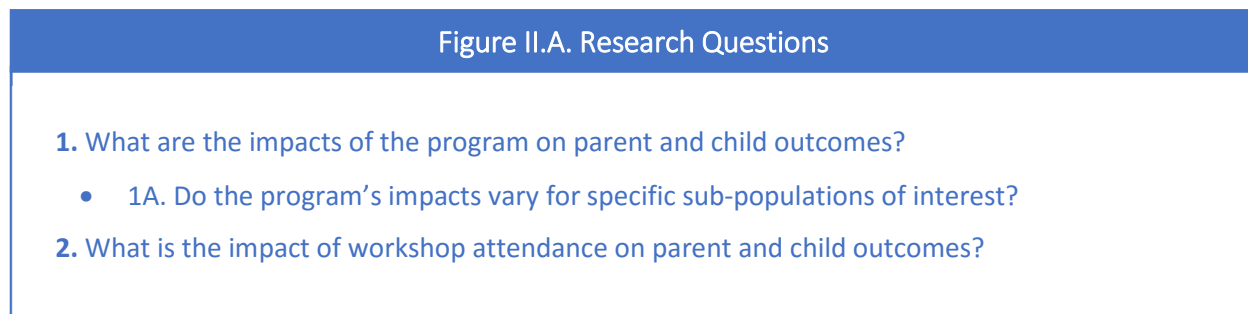 Figure II.A. Research Questions
1. What are the impacts of the program on parent and child outcomes?
• 1A. Do the program’s impacts vary for specific sub-populations of interest?
2. What is the impact of workshop attendance on parent and child outcomes?